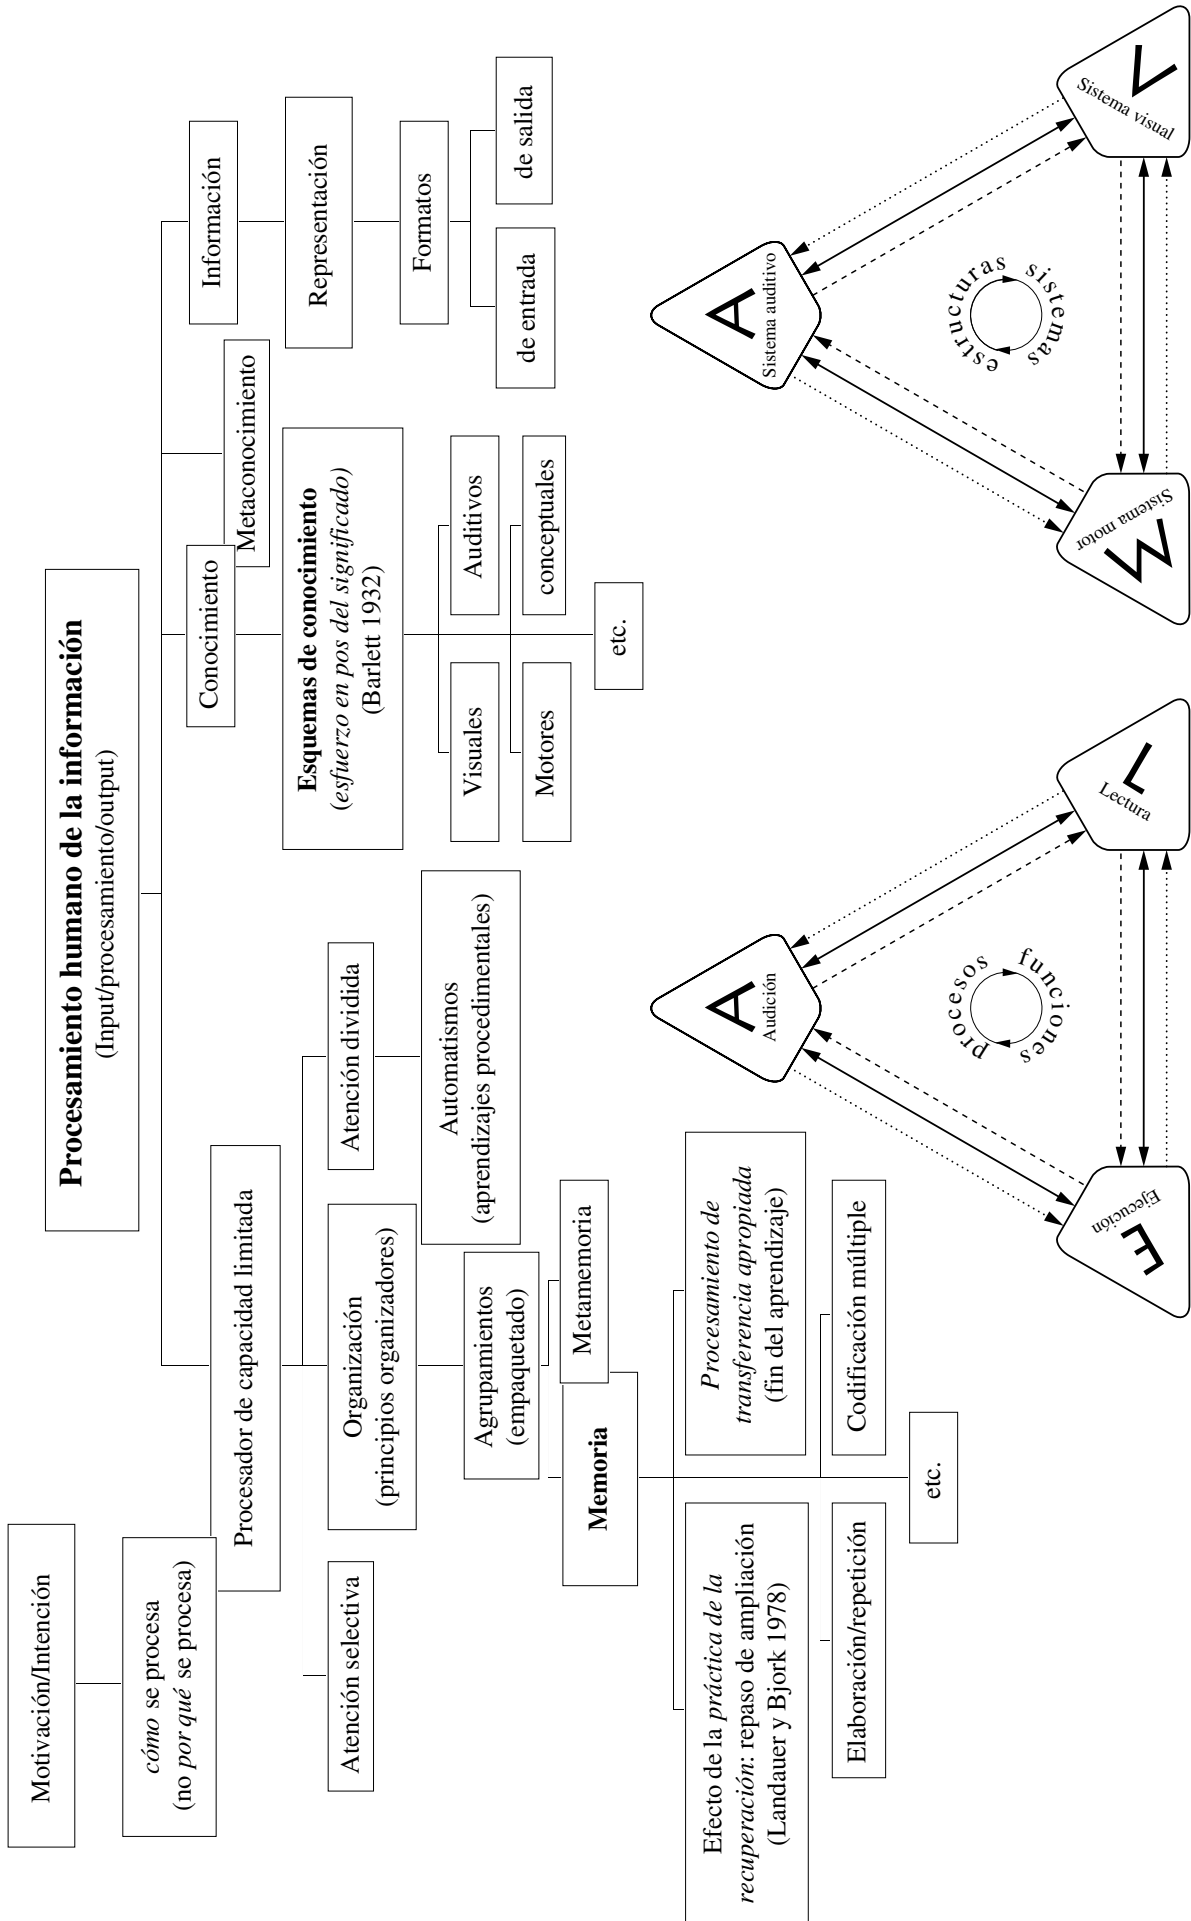 Procesamiento humano de la información
(Input/procesamiento/output)
Motivación/Intención
cómo se procesa
(no por qué se procesa)
Procesador de capacidad limitada
Conocimiento
Metaconocimiento
Información
Esquemas de conocimiento
(esfuerzo en pos del significado)
(Barlett 1932)
Representación
Atención selectiva
Organización
(principios organizadores)
Atención dividida
Formatos
Automatismos
(aprendizajes procedimentales)
Visuales
Auditivos
de entrada
de salida
Agrupamientos
(empaquetado)
Motores
conceptuales
Memoria
Metamemoria
etc.
Efecto de la práctica de la
recuperación: repaso de ampliación
(Landauer y Bjork 1978)
Procesamiento de
transferencia apropiada
(fin del aprendizaje)
Elaboración/repetición
Codificación múltiple
etc.
A
Audición
procesos
funciones
E
Ejecución
L
Lectura
A
Sistema auditivo
estructuras
sistemas
M
Sistema motor
V
Sistema visual